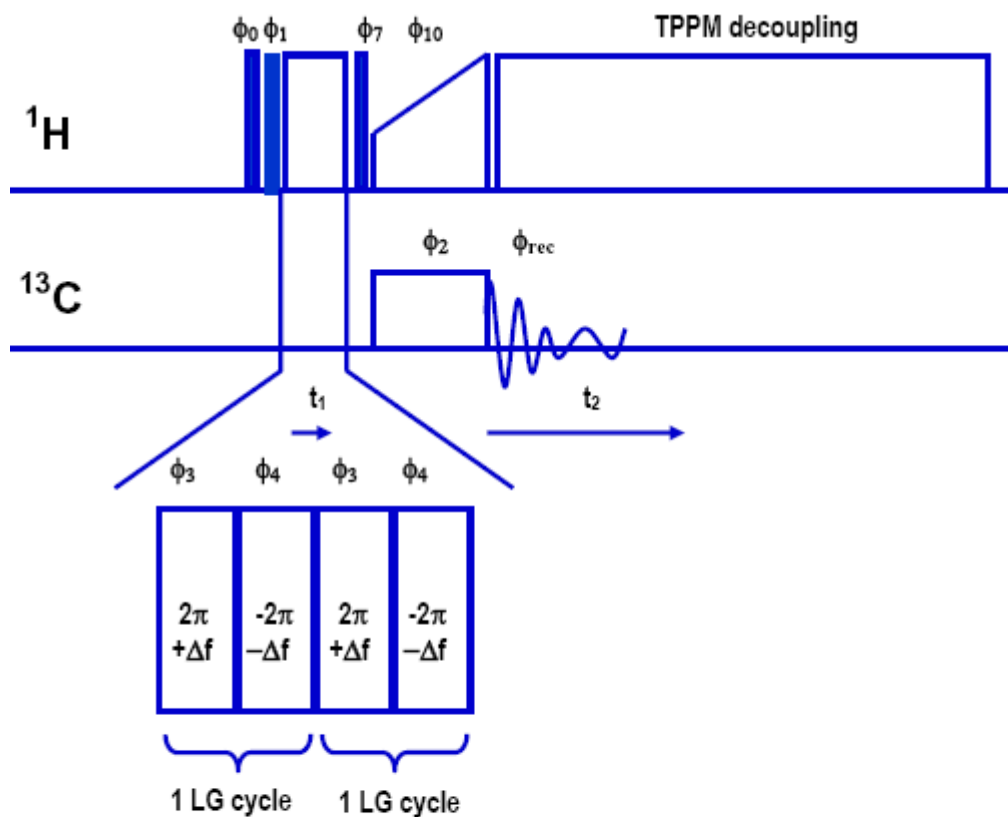 ϕ0 ϕ1 ϕ7 ϕ10 TPPM decoupling
¹H
ϕ2 ϕrec
¹³C
t1 t2
ϕ3 ϕ4 ϕ3 ϕ4
2π -2π 2π -2π
+Δf –Δf +Δf –Δf
1 LG cycle 1 LG cycle